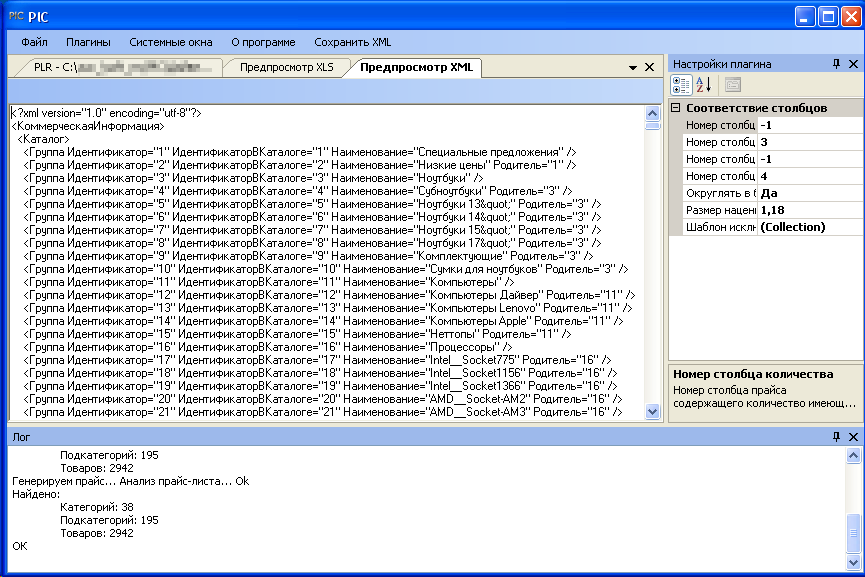 PIC PIC
Файл Плагины Системные окна О программе Сохранить XML
PLR - C:\ Предпросмотр XLS Предпросмотр XML
Настройки плагина
<?xml version="1.0" encoding="utf-8"?>
<КоммерческаяИнформация>
<Каталог>
<Группа Идентификатор="1" ИдентификаторВКаталоге="1" Наименование="Специальные предложения" />
<Группа Идентификатор="2" ИдентификаторВКаталоге="2" Наименование="Низкие цены" Родитель="1" />
<Группа Идентификатор="3" ИдентификаторВКаталоге="3" Наименование="Ноутбуки" />
<Группа Идентификатор="4" ИдентификаторВКаталоге="4" Наименование="Субноутбуки" Родитель="3" />
<Группа Идентификатор="5" ИдентификаторВКаталоге="5" Наименование="Ноутбуки 13&quot;" Родитель="3" />
<Группа Идентификатор="6" ИдентификаторВКаталоге="6" Наименование="Ноутбуки 14&quot;" Родитель="3" />
<Группа Идентификатор="7" ИдентификаторВКаталоге="7" Наименование="Ноутбуки 15&quot;" Родитель="3" />
<Группа Идентификатор="8" ИдентификаторВКаталоге="8" Наименование="Ноутбуки 17&quot;" Родитель="3" />
<Группа Идентификатор="9" ИдентификаторВКаталоге="9" Наименование="Комплектующие" Родитель="3" />
<Группа Идентификатор="10" ИдентификаторВКаталоге="10" Наименование="Сумки для ноутбуков" Родитель="3" />
<Группа Идентификатор="11" ИдентификаторВКаталоге="11" Наименование="Компьютеры" />
<Группа Идентификатор="12" ИдентификаторВКаталоге="12" Наименование="Компьютеры Дайвер" Родитель="11" />
<Группа Идентификатор="13" ИдентификаторВКаталоге="13" Наименование="Компьютеры Lenovo" Родитель="11" />
<Группа Идентификатор="14" ИдентификаторВКаталоге="14" Наименование="Компьютеры Apple" Родитель="11" />
<Группа Идентификатор="15" ИдентификаторВКаталоге="15" Наименование="Неттопы" Родитель="11" />
<Группа Идентификатор="16" ИдентификаторВКаталоге="16" Наименование="Процессоры" />
<Группа Идентификатор="17" ИдентификаторВКаталоге="17" Наименование="Intel__Socket775" Родитель="16" />
<Группа Идентификатор="18" ИдентификаторВКаталоге="18" Наименование="Intel__Socket1156" Родитель="16" />
<Группа Идентификатор="19" ИдентификаторВКаталоге="19" Наименование="Intel__Socket1366" Родитель="16" />
<Группа Идентификатор="20" ИдентификаторВКаталоге="20" Наименование="AMD__Socket-AM2" Родитель="16" />
<Группа Идентификатор="21" ИдентификаторВКаталоге="21" Наименование="AMD__Socket-AM3" Родитель="16" />
Соответствие столбцов
Номер столбц -1
Номер столбц 3
Номер столбц -1
Номер столбц 4
Округлять в б Да
Размер нацен 1,18
Шаблон искл (Collection)
Номер столбца количества
Номер столбца прайса
содержащего количество имеющ...
Лог
Подкатегорий: 195
Товаров: 2942
Генерируем прайс... Анализ прайс-листа... Ok
Найдено:
Категорий: 38
Подкатегорий: 195
Товаров: 2942
OK